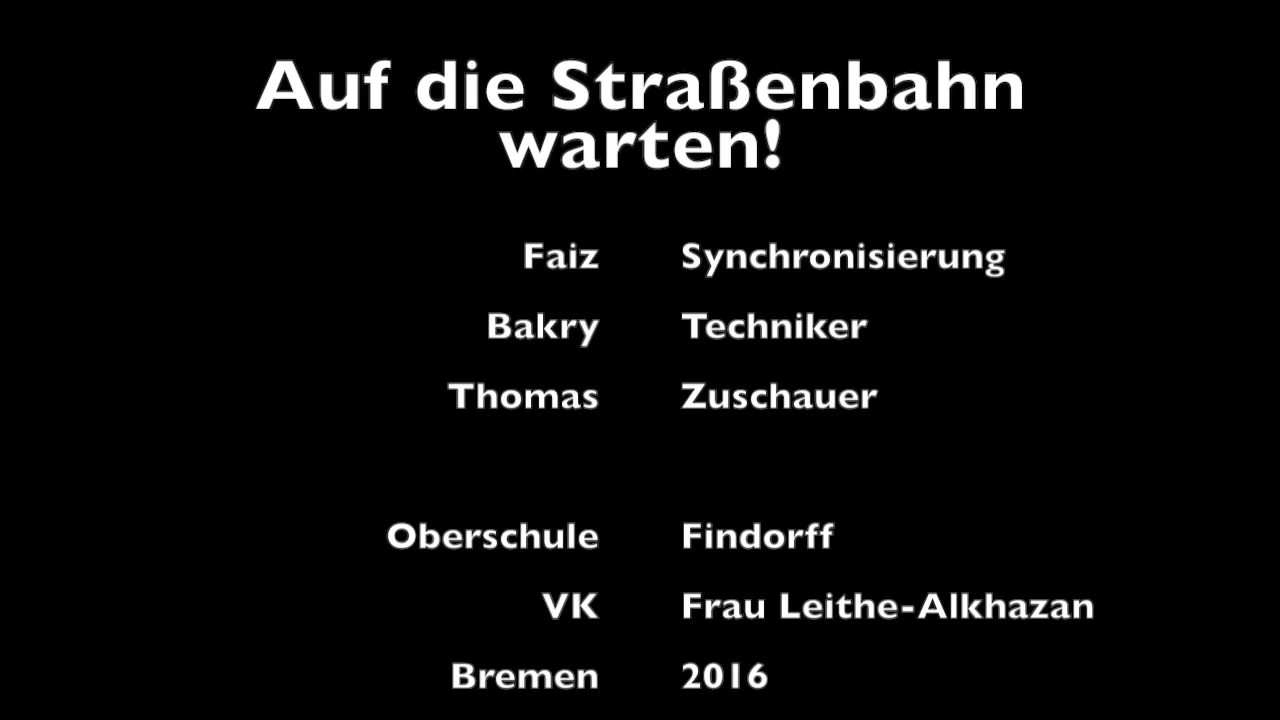 Auf die Straßenbahn
warten!
Faiz Synchronisierung
Bakry Techniker
Thomas Zuschauer
Oberschule Findorff
VK Frau Leithe-Alkhazan
Bremen 2016